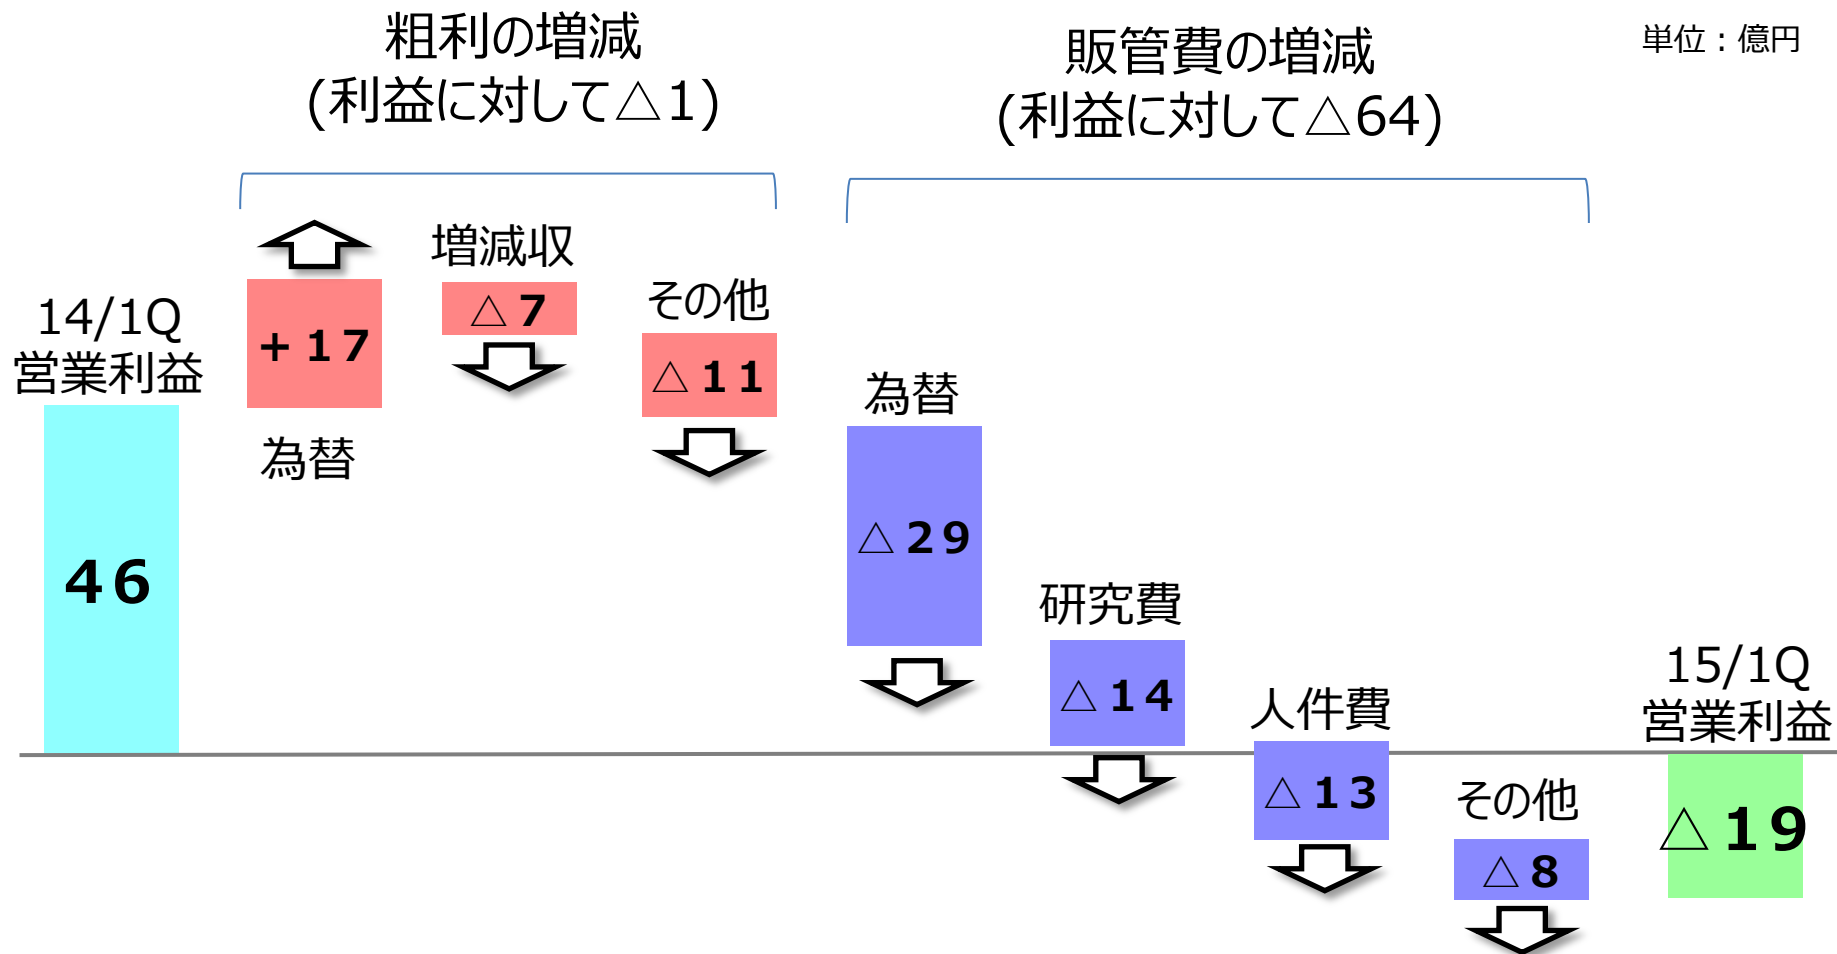 粗利の増減
(利益に対して△1)
販管費の増減
(利益に対して△64)
単位：億円
14/1Q
営業利益
46
+17
為替
増減収
△7
その他
△11
為替
△29
研究費
△14
人件費
△13
その他
△8
15/1Q
営業利益
△19